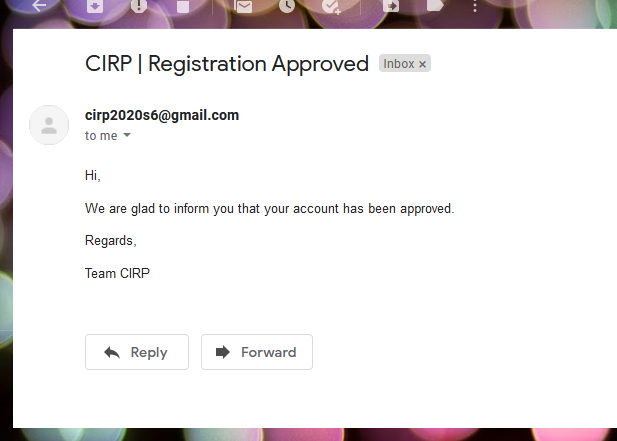 CIRP | Registration Approved Inbox ×
cirp2020s6@gmail.com
to me
Hi,
We are glad to inform you that your account has been approved.
Regards,
Team CIRP
Reply Forward